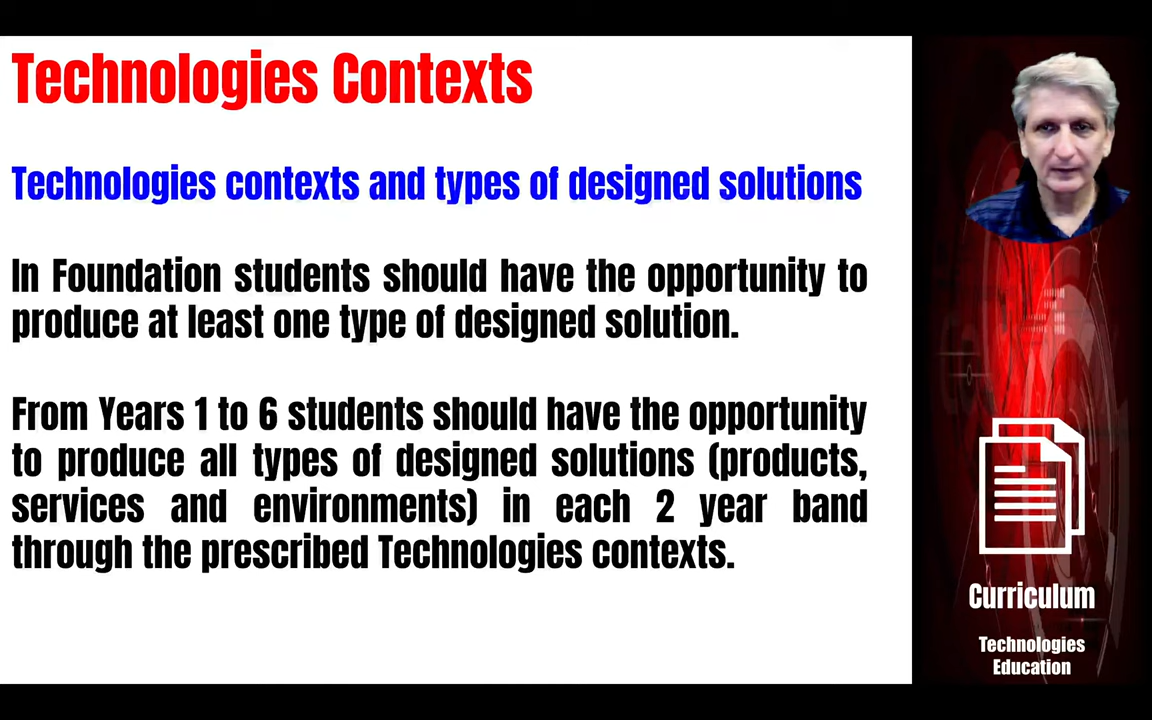 Technologies Contexts
Technologies contexts and types of designed solutions
In Foundation students should have the opportunity to
produce at least one type of designed solution.
From Years 1 to 6 students should have the opportunity
to produce all types of designed solutions (products,
services and environments) in each 2 year band
through the prescribed Technologies contexts.
Curriculum
Technologies
Education